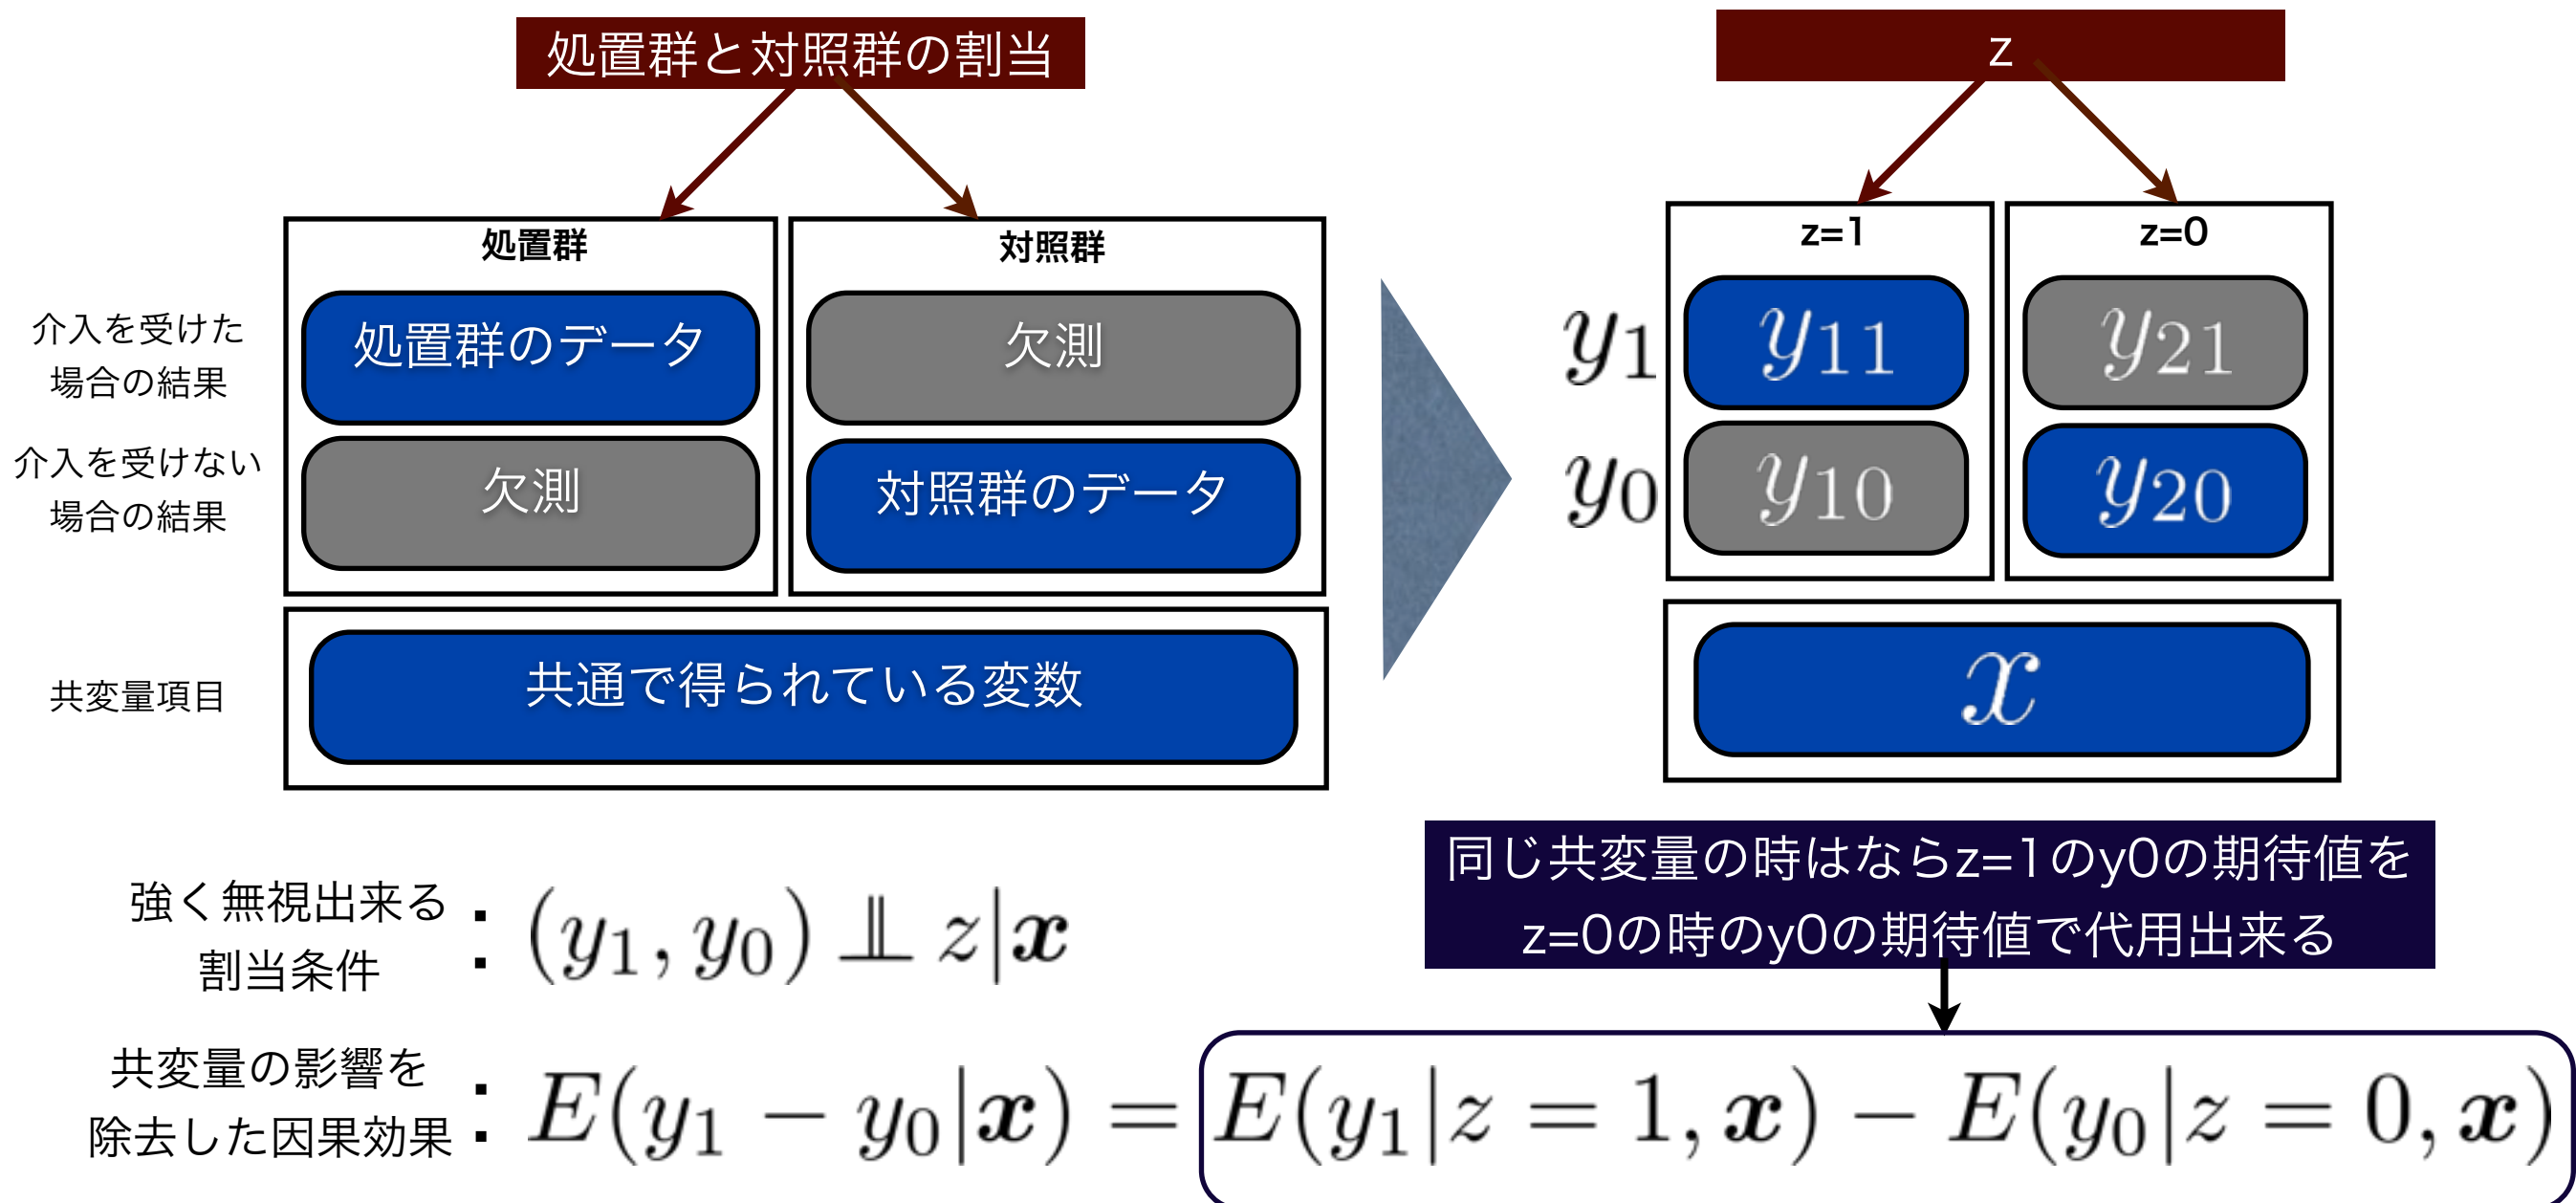 処置群と対照群の割当
処置群
対照群
介入を受けた
場合の結果
処置群のデータ
欠測
介入を受けない
場合の結果
欠測
対照群のデータ
共変量項目
共通で得られている変数
z
z=1
z=0
y₁
y₁₁
y₂₁
y₀
y₁₀
y₂₀
x
同じ共変量の時はならz=1のy0の期待値を
z=0の時のy0の期待値で代用出来る
強く無視出来る
割当条件
: (y₁, y₀) ⫫ z|x
共変量の影響を
除去した因果効果
: E(y₁ − y₀|x) = E(y₁|z = 1, x) − E(y₀|z = 0, x)